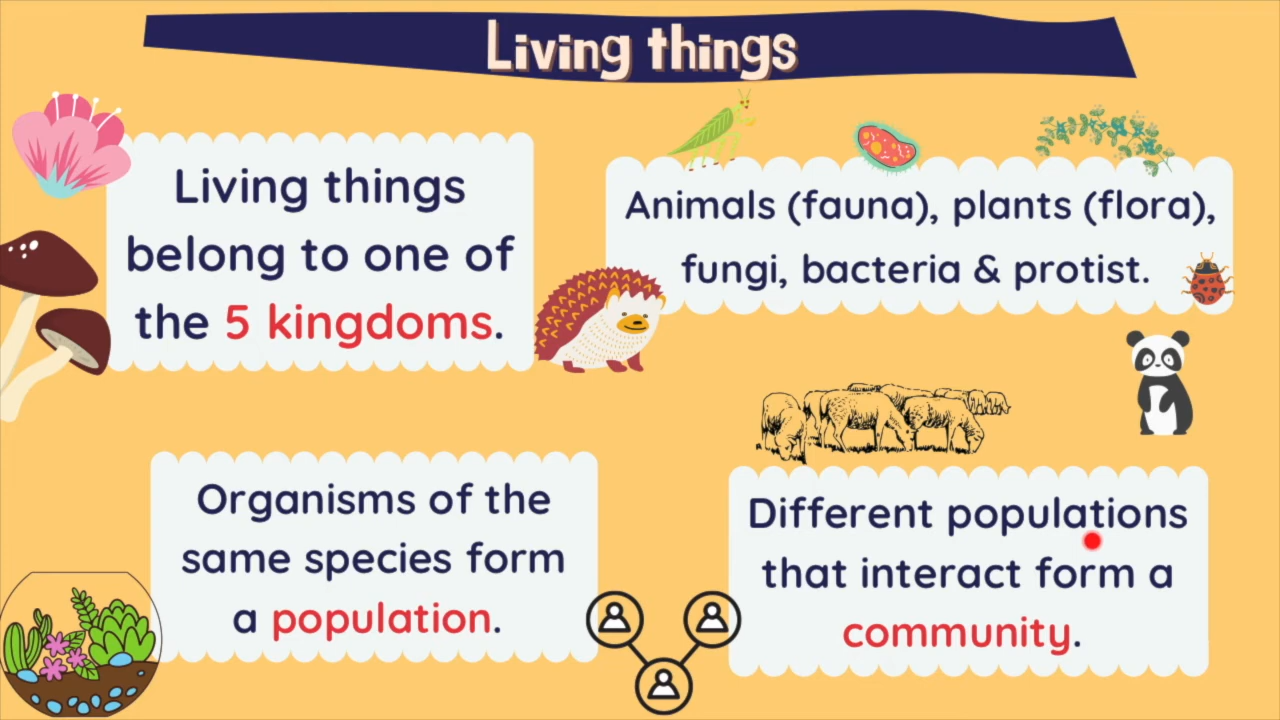 Living things
Living things
belong to one of
the 5 kingdoms.
Animals (fauna), plants (flora),
fungi, bacteria & protist.
Organisms of the
same species form
a population.
Different populations
that interact form a
community.